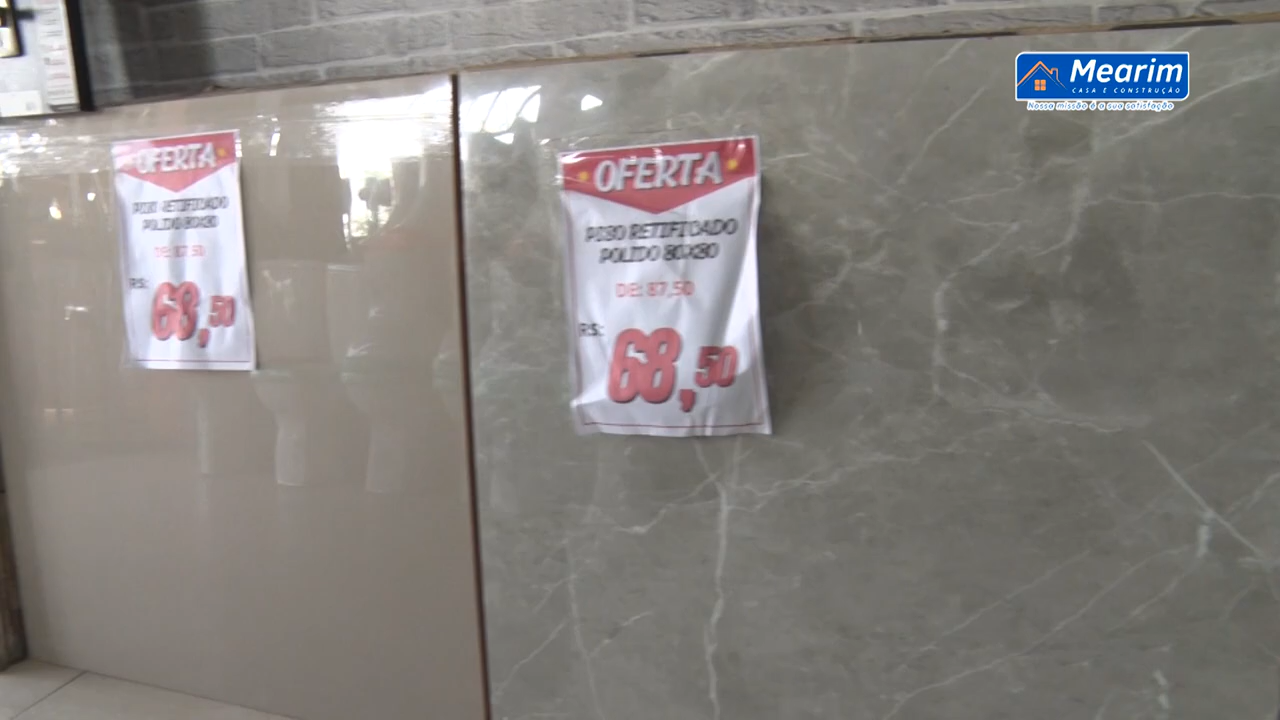 Mearim
CASA E CONSTRUÇÃO
Nossa missão é a sua satisfação
OFERTA
PISO RETIFICADO
POLIDO 80X80
DE: 87,50
R$:
68,50
OFERTA
PISO RETIFICADO
POLIDO 80X80
DE: 87,50
R$:
68,50